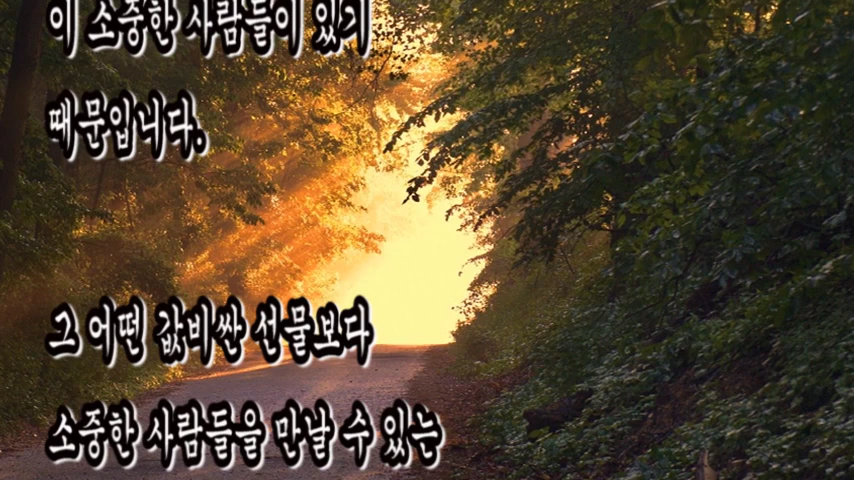 이 소중한 사람들이 있기
때문입니다.
그 어떤 값비싼 선물보다
소중한 사람들을 만날 수 있는